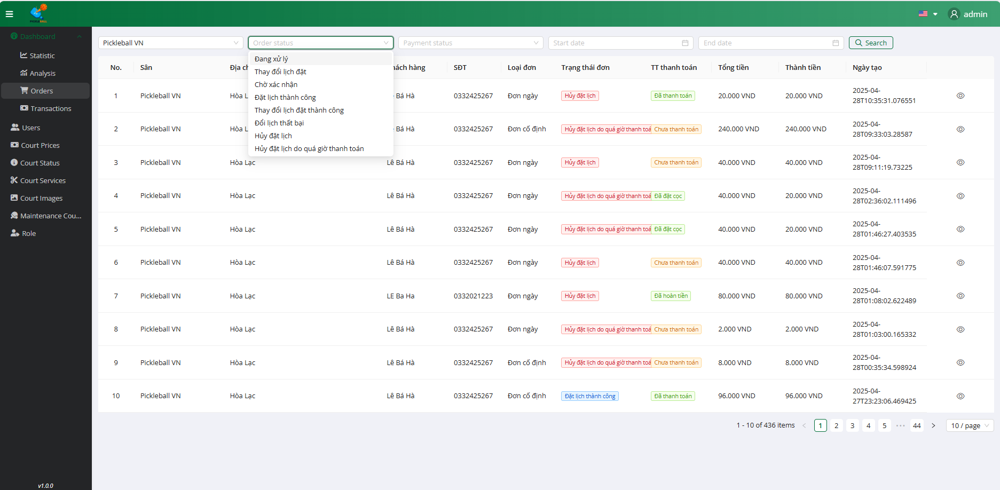 PICKLEBALL
admin
Dashboard
Statistic
Analysis
Orders
Transactions
Users
Court Prices
Court Status
Court Services
Court Images
Maintenance Cou...
Role
v1.0.0
Pickleball VN
Order status
Payment status
Start date
End date
Search
Đang xử lý
Thay đổi lịch đặt
Chờ xác nhận
Đặt lịch thành công
Thay đổi lịch đặt thành công
Đổi lịch thất bại
Hủy đặt lịch
Hủy đặt lịch do quá giờ thanh toán
No. Sân Địa ch hách hàng SĐT Loại đơn Trạng thái đơn TT thanh toán Tổng tiền Thành tiền Ngày tạo
1 Pickleball VN Hòa L Bá Hà 0332425267 Đơn ngày Hủy đặt lịch Đã thanh toán 20.000 VND 20.000 VND 2025-04-
28T10:35:31.076551
2 Pickleball VN Hòa L Bá Hà 0332425267 Đơn cố định Hủy đặt lịch do quá giờ thanh toá Chưa thanh toán 240.000 VND 240.000 VND 2025-04-
28T09:33:03.28587
3 Pickleball VN Hòa Lạc Lê Bá Hà 0332425267 Đơn ngày Hủy đặt lịch Chưa thanh toán 40.000 VND 40.000 VND 2025-04-
28T09:11:19.73225
4 Pickleball VN Hòa Lạc Lê Bá Hà 0332425267 Đơn ngày Hủy đặt lịch do quá giờ thanh toá Đã đặt cọc 40.000 VND 20.000 VND 2025-04-
28T02:36:02.111496
5 Pickleball VN Hòa Lạc Lê Bá Hà 0332425267 Đơn ngày Hủy đặt lịch do quá giờ thanh toá Đã đặt cọc 40.000 VND 20.000 VND 2025-04-
28T01:46:27.403535
6 Pickleball VN Hòa Lạc Lê Bá Hà 0332425267 Đơn ngày Hủy đặt lịch Chưa thanh toán 40.000 VND 40.000 VND 2025-04-
28T01:46:07.591775
7 Pickleball VN Hòa Lạc LE Ba Ha 0332021223 Đơn ngày Hủy đặt lịch Đã hoàn tiền 80.000 VND 80.000 VND 2025-04-
28T01:08:02.622489
8 Pickleball VN Hòa Lạc Lê Bá Hà 0332425267 Đơn ngày Hủy đặt lịch do quá giờ thanh toá Chưa thanh toán 2.000 VND 2.000 VND 2025-04-
28T01:03:00.165332
9 Pickleball VN Hòa Lạc Lê Bá Hà 0332425267 Đơn cố định Hủy đặt lịch do quá giờ thanh toá Chưa thanh toán 8.000 VND 8.000 VND 2025-04-
28T00:35:34.598924
10 Pickleball VN Hòa Lạc Lê Bá Hà 0332425267 Đơn cố định Đặt lịch thành công Đã thanh toán 96.000 VND 96.000 VND 2025-04-
27T23:23:06.469425
1 - 10 of 436 items < 1 2 3 4 5 ••• 44 > 10 / page